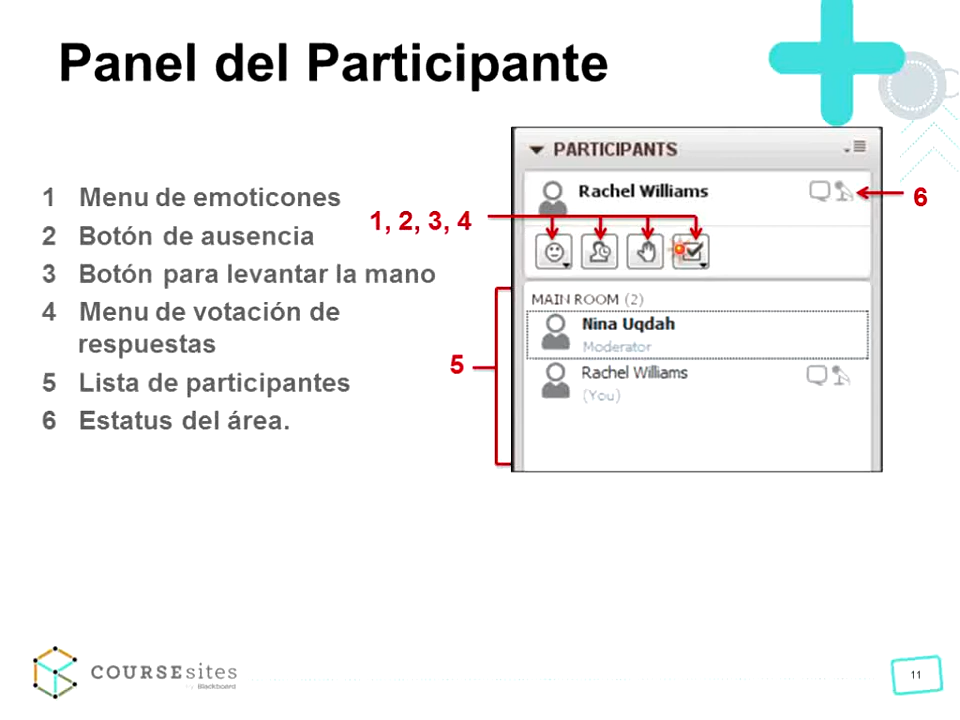 Panel del Participante
1 Menu de emoticones
2 Botón de ausencia
3 Botón para levantar la mano
4 Menu de votación de
respuestas
5 Lista de participantes
6 Estatus del área.
1, 2, 3, 4
5
6
PARTICIPANTS
Rachel Williams
MAIN ROOM (2)
Nina Uqdah
Moderator
Rachel Williams
(You)
COURSEsites
by Blackboard
11